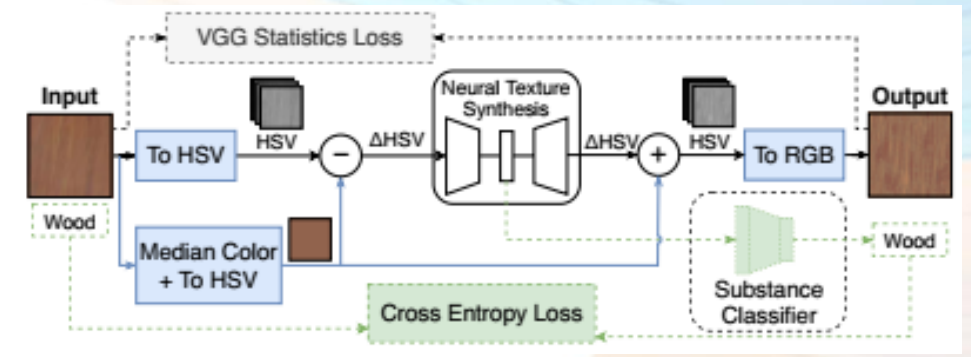 VGG Statistics Loss
Input
Neural Texture
Synthesis
Output
To HSV
HSV
−
ΔHSV
ΔHSV
+
HSV
To RGB
Wood
Median Color
+ To HSV
Wood
Substance
Classifier
Cross Entropy Loss